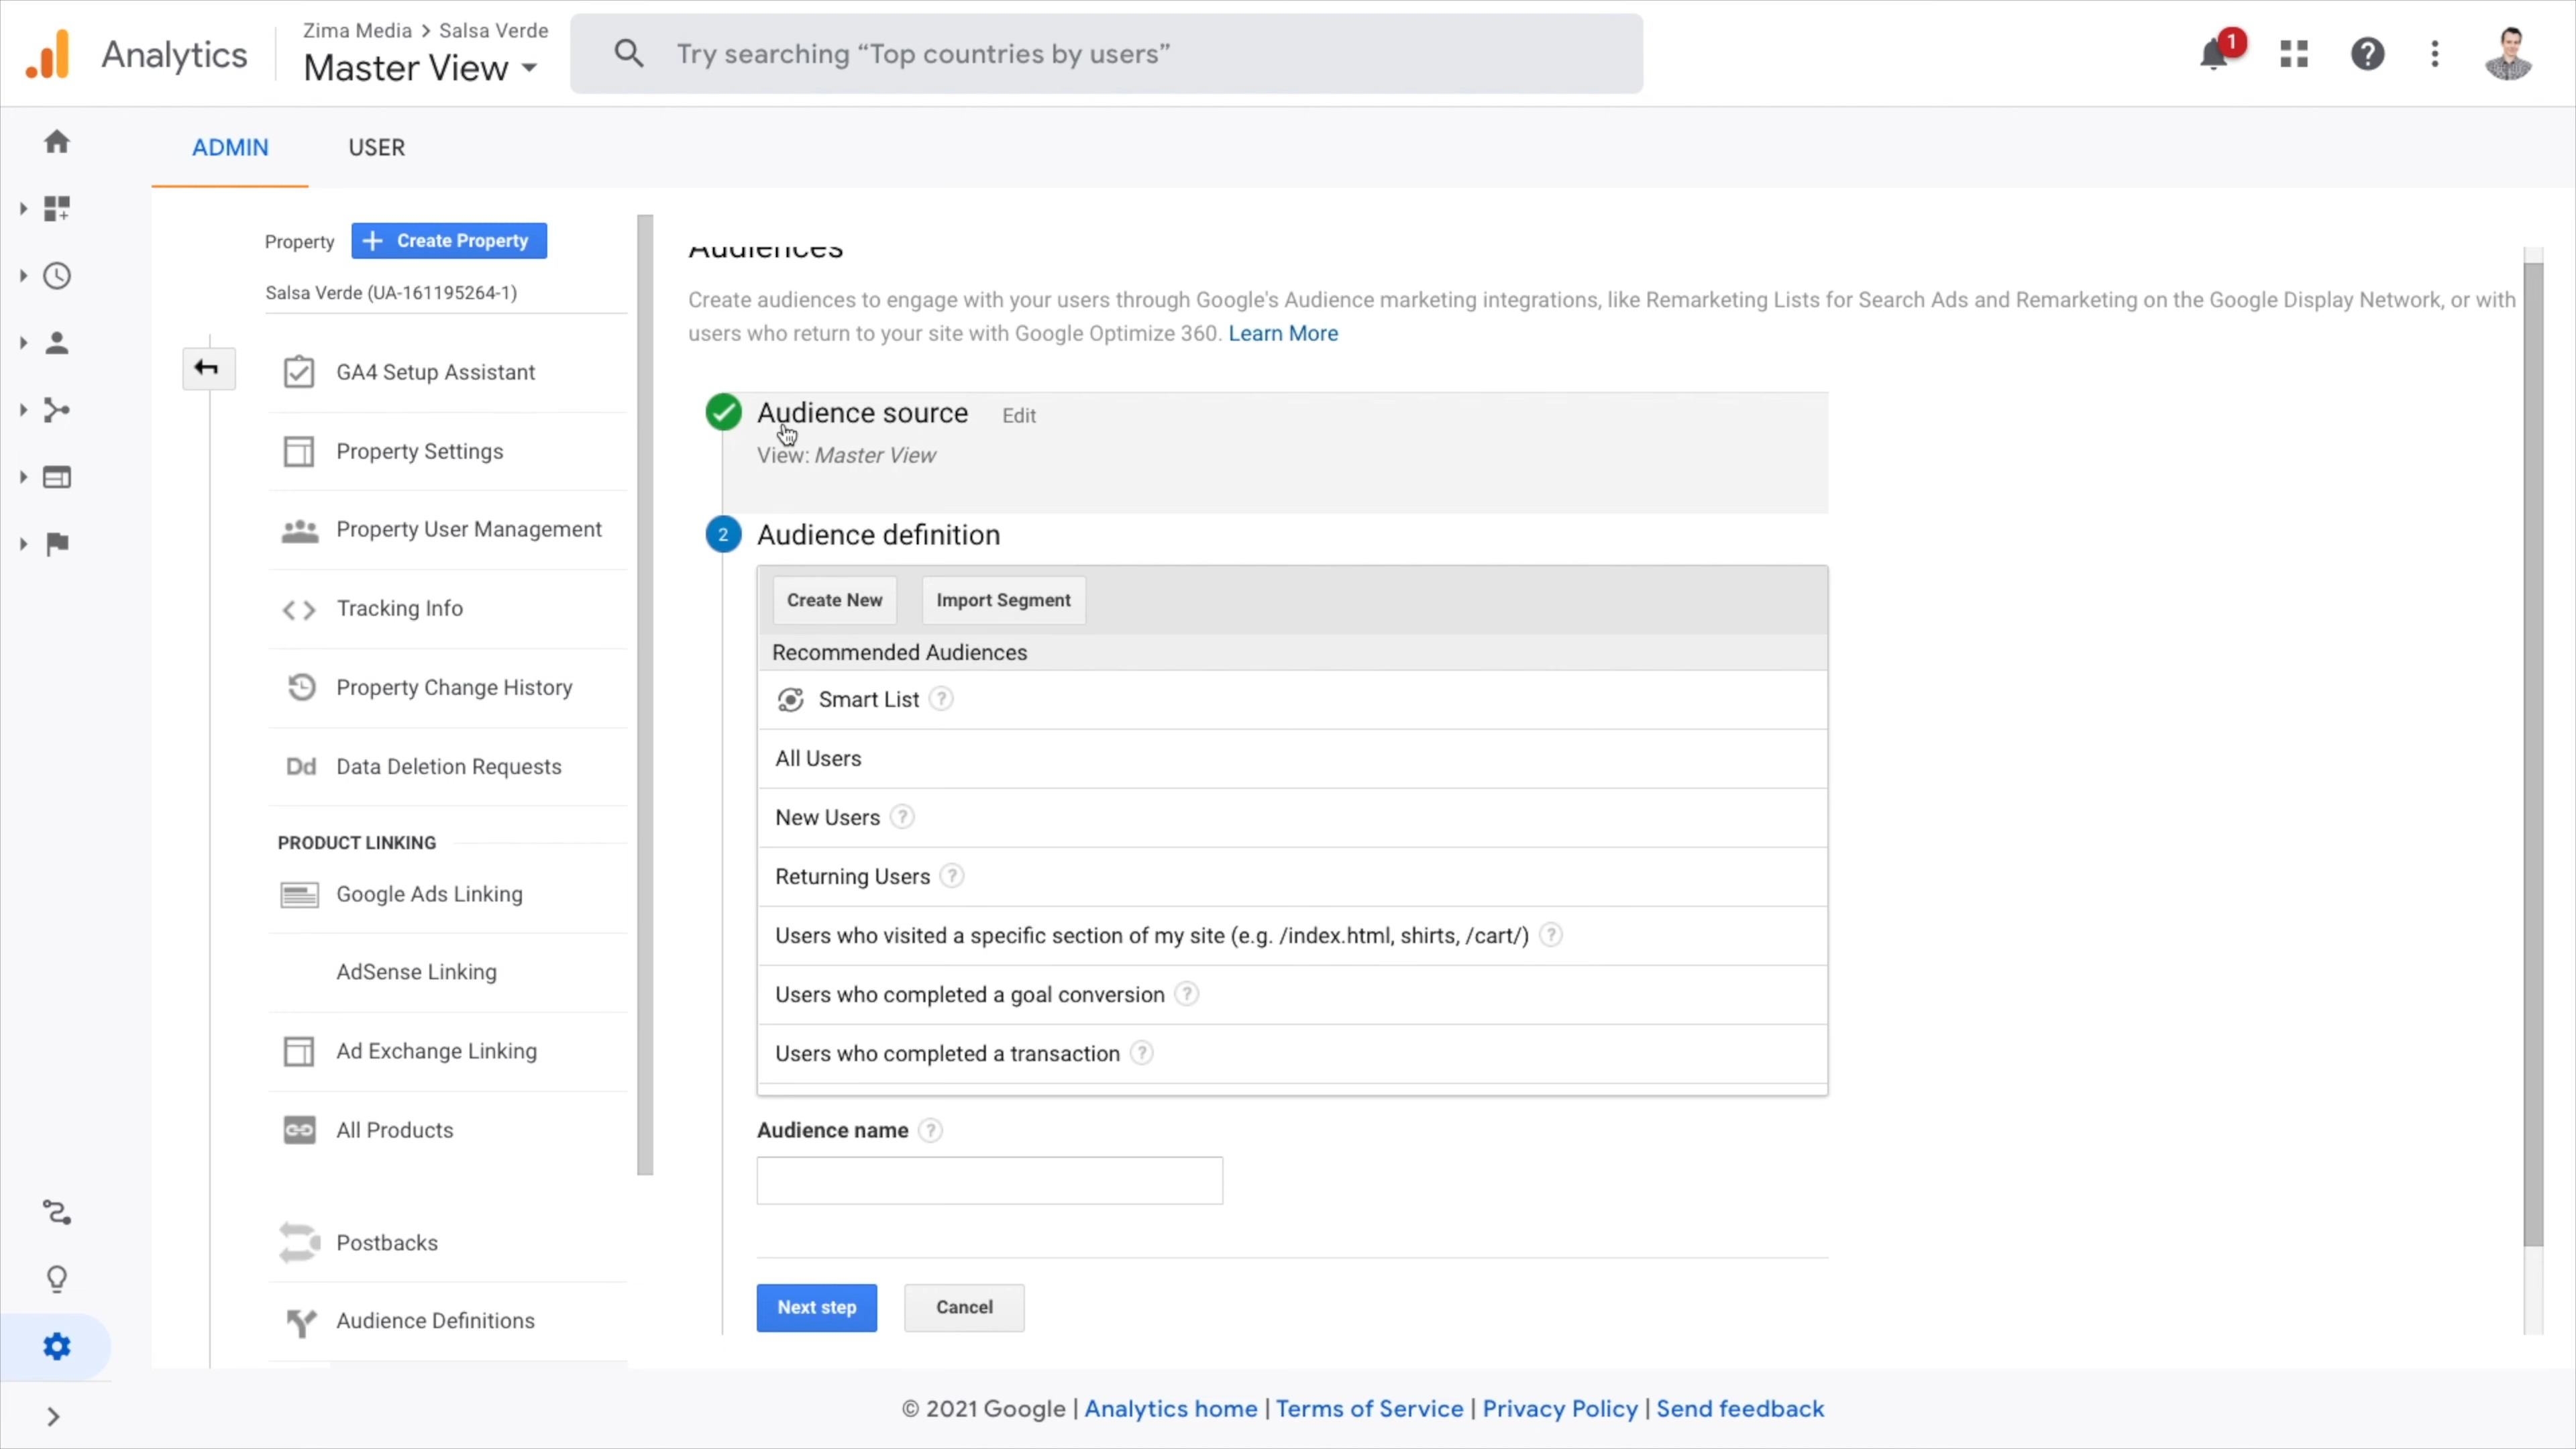 Analytics
Zima Media > Salsa Verde
Master View
Try searching “Top countries by users”
1
ADMIN
USER
Property
Create Property
Salsa Verde (UA-161195264-1)
GA4 Setup Assistant
Property Settings
Property User Management
Tracking Info
Property Change History
Dd Data Deletion Requests
PRODUCT LINKING
Google Ads Linking
AdSense Linking
Ad Exchange Linking
All Products
Postbacks
Audience Definitions
Audiences
Create audiences to engage with your users through Google's Audience marketing integrations, like Remarketing Lists for Search Ads and Remarketing on the Google Display Network, or with
users who return to your site with Google Optimize 360. Learn More
Audience source Edit
View: Master View
2 Audience definition
Create New
Import Segment
Recommended Audiences
Smart List ?
All Users
New Users ?
Returning Users ?
Users who visited a specific section of my site (e.g. /index.html, shirts, /cart/) ?
Users who completed a goal conversion ?
Users who completed a transaction ?
Audience name ?
Next step
Cancel
© 2021 Google | Analytics home | Terms of Service | Privacy Policy | Send feedback